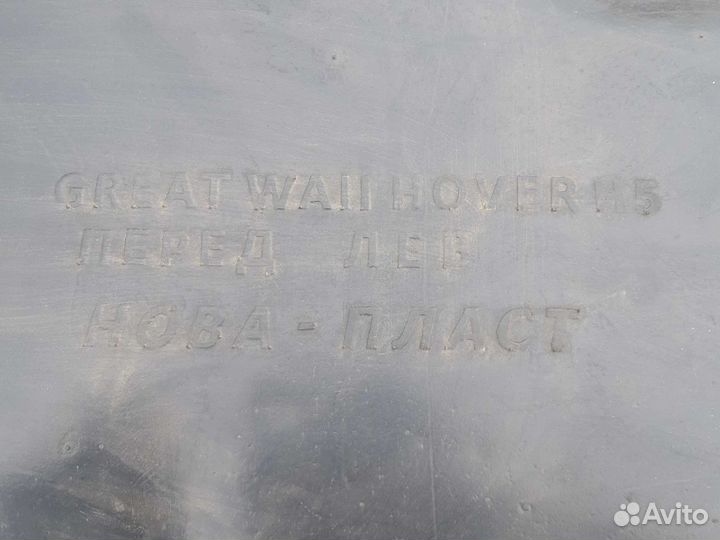 GREAT WAll HOVER H5
ПЕРЕД ЛЕВ
НОВА - ПЛАСТ
Avito